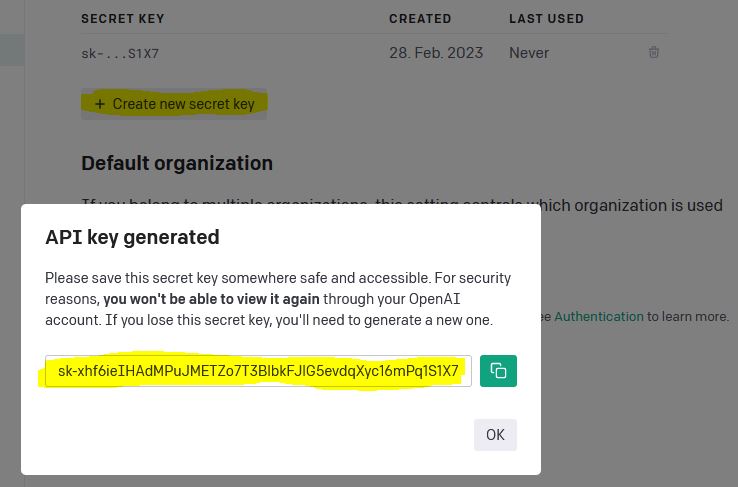 SECRET KEY CREATED LAST USED
sk-...S1X7 28. Feb. 2023 Never
+ Create new secret key
Default organization
If you belong to multiple organizations, this setting controls which organization is used
API key generated
Please save this secret key somewhere safe and accessible. For security
reasons, you won't be able to view it again through your OpenAI
account. If you lose this secret key, you'll need to generate a new one.
ee Authentication to learn more.
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
OK